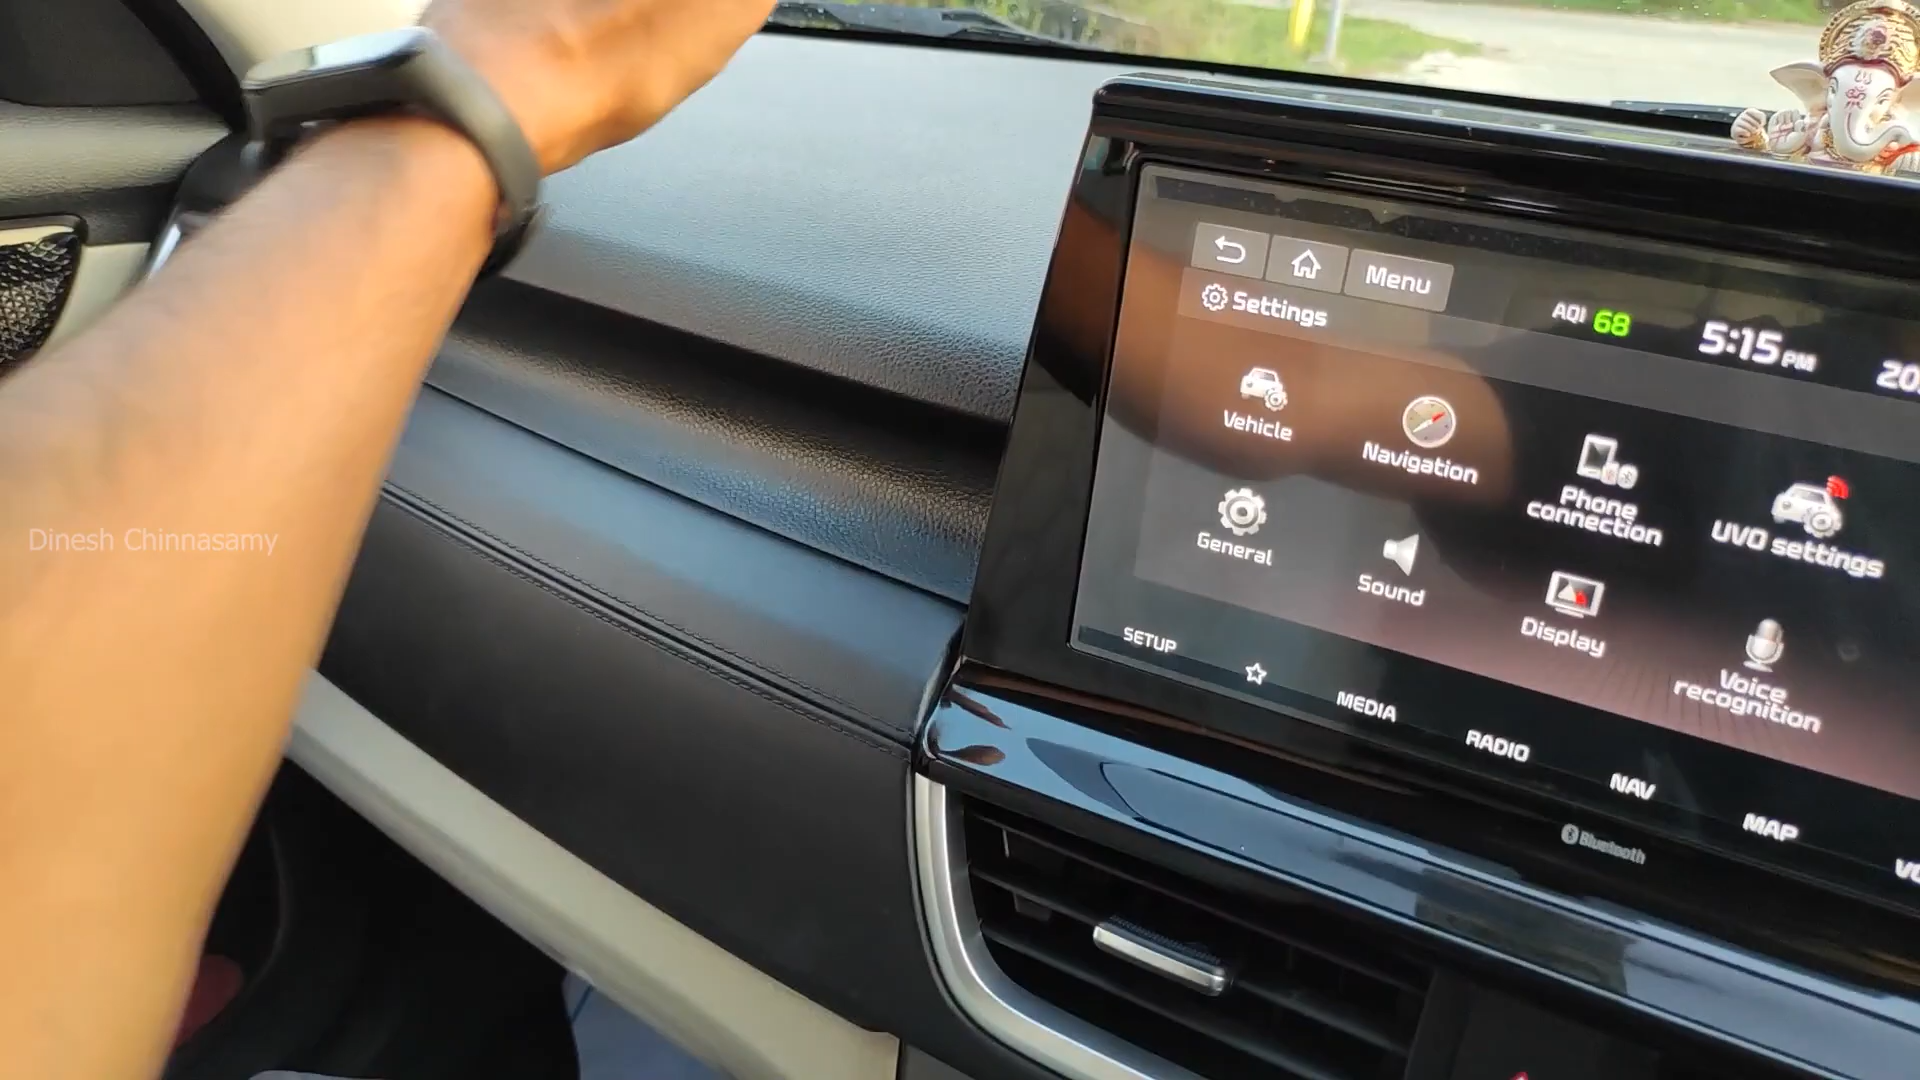 Menu
Settings
AQI 68
5:15 PM
Vehicle
Navigation
Phone
connection
UVO settings
General
Sound
Display
Voice
recognition
SETUP
MEDIA
RADIO
NAV
MAP
Bluetooth
Dinesh Chinnasamy